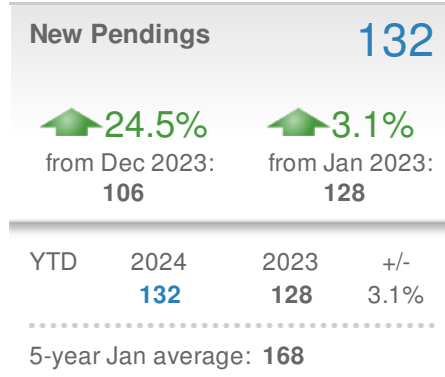 New Pendings 132
24.5% 3.1%
from Dec 2023: from Jan 2023:
106 128
YTD 2024 2023 +/-
132 128 3.1%
5-year Jan average: 168